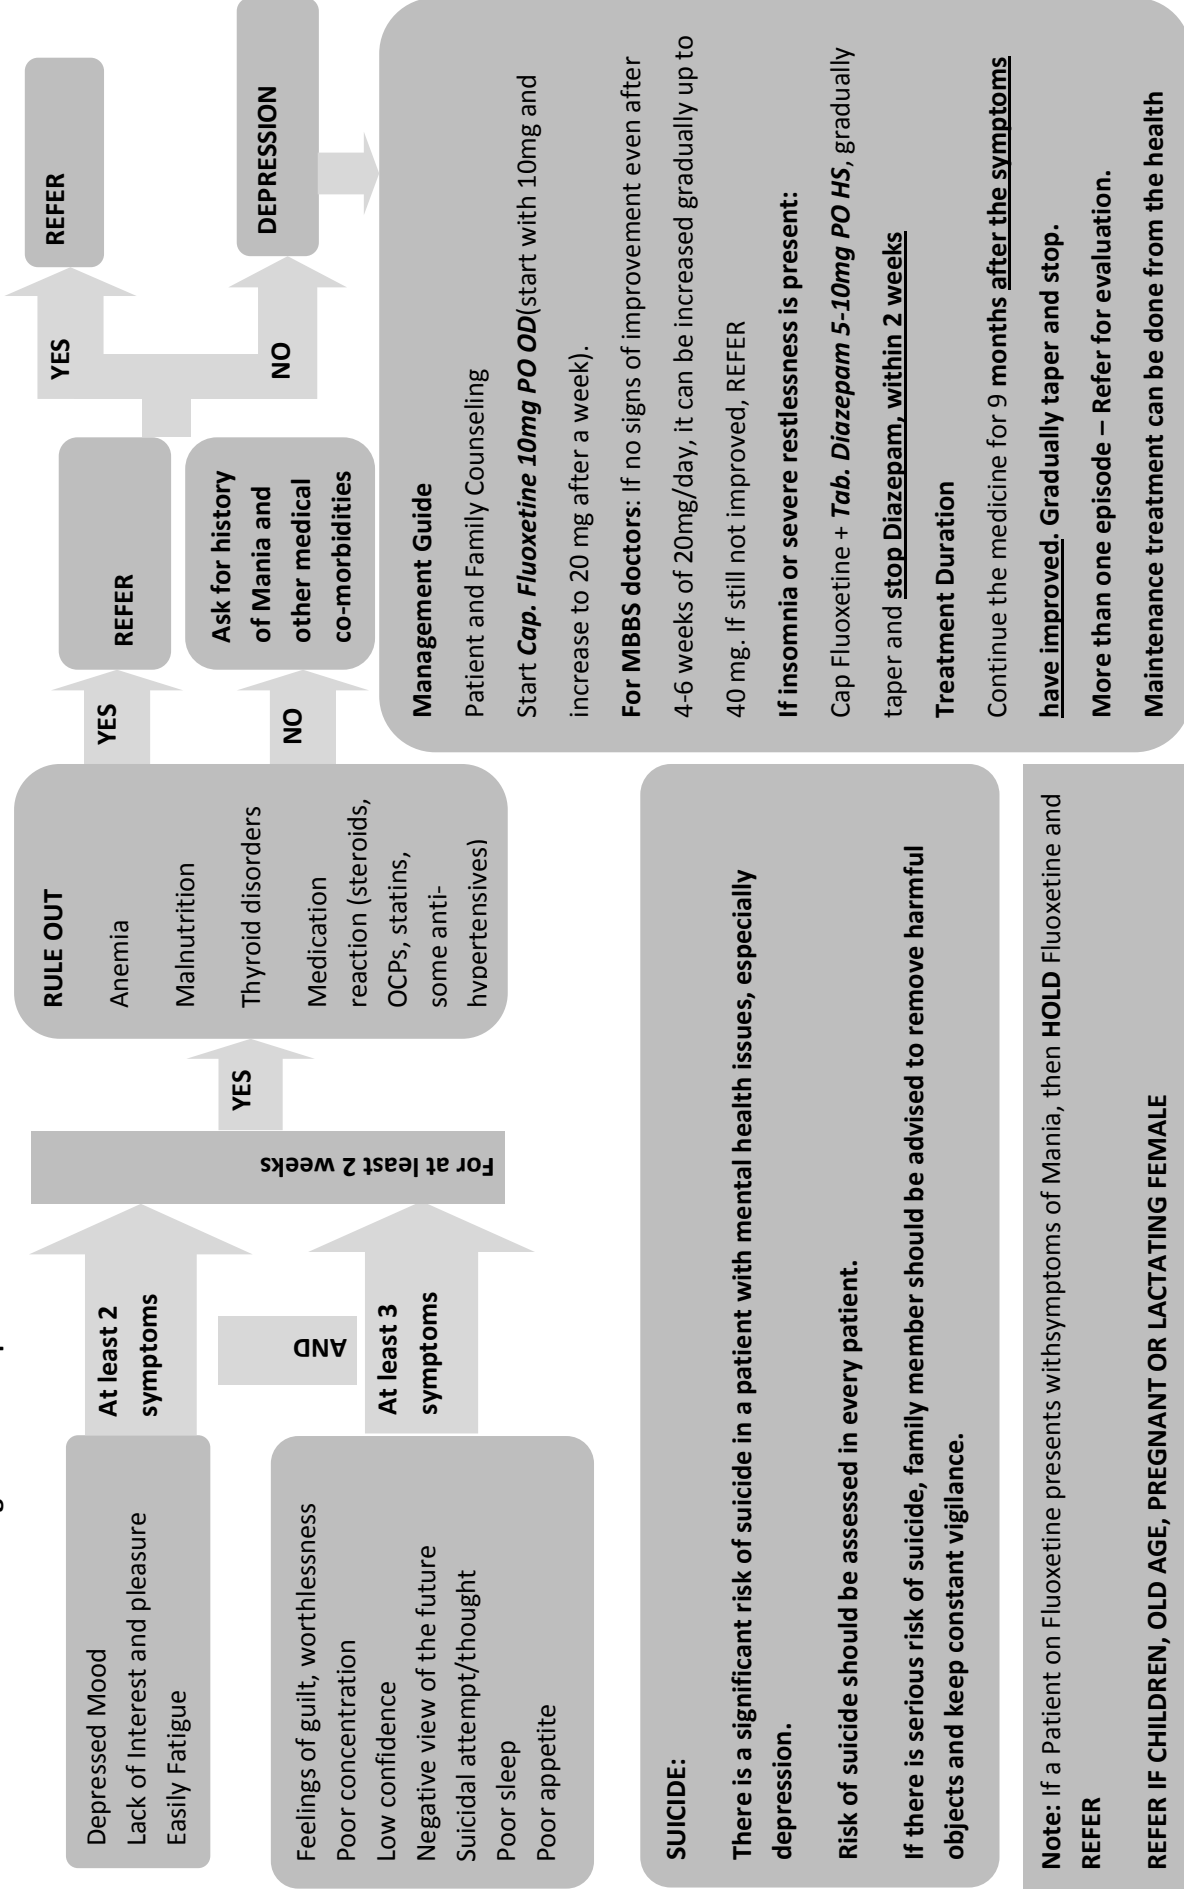 Depressed Mood
Lack of Interest and pleasure
Easily Fatigue
At least 2
symptoms
AND
Feelings of guilt, worthlessness
Poor concentration
Low confidence
Negative view of the future
Suicidal attempt/thought
Poor sleep
Poor appetite
At least 3
symptoms
For at least 2 weeks
YES
RULE OUT
Anemia
Malnutrition
Thyroid disorders
Medication
reaction (steroids,
OCPs, statins,
some anti-
hypertensives)
YES
REFER
NO
Ask for history
of Mania and
other medical
co-morbidities
YES
REFER
NO
DEPRESSION
Management Guide
Patient and Family Counseling
Start Cap. Fluoxetine 10mg PO OD(start with 10mg and
increase to 20 mg after a week).
For MBBS doctors: If no signs of improvement even after
4-6 weeks of 20mg/day, it can be increased gradually up to
40 mg. If still not improved, REFER
If insomnia or severe restlessness is present:
Cap Fluoxetine + Tab. Diazepam 5-10mg PO HS, gradually
taper and stop Diazepam, within 2 weeks
Treatment Duration
Continue the medicine for 9 months after the symptoms
have improved. Gradually taper and stop.
More than one episode – Refer for evaluation.
Maintenance treatment can be done from the health
SUICIDE:
There is a significant risk of suicide in a patient with mental health issues, especially
depression.
Risk of suicide should be assessed in every patient.
If there is serious risk of suicide, family member should be advised to remove harmful
objects and keep constant vigilance.
Note: If a Patient on Fluoxetine presents withsymptoms of Mania, then HOLD Fluoxetine and
REFER
REFER IF CHILDREN, OLD AGE, PREGNANT OR LACTATING FEMALE